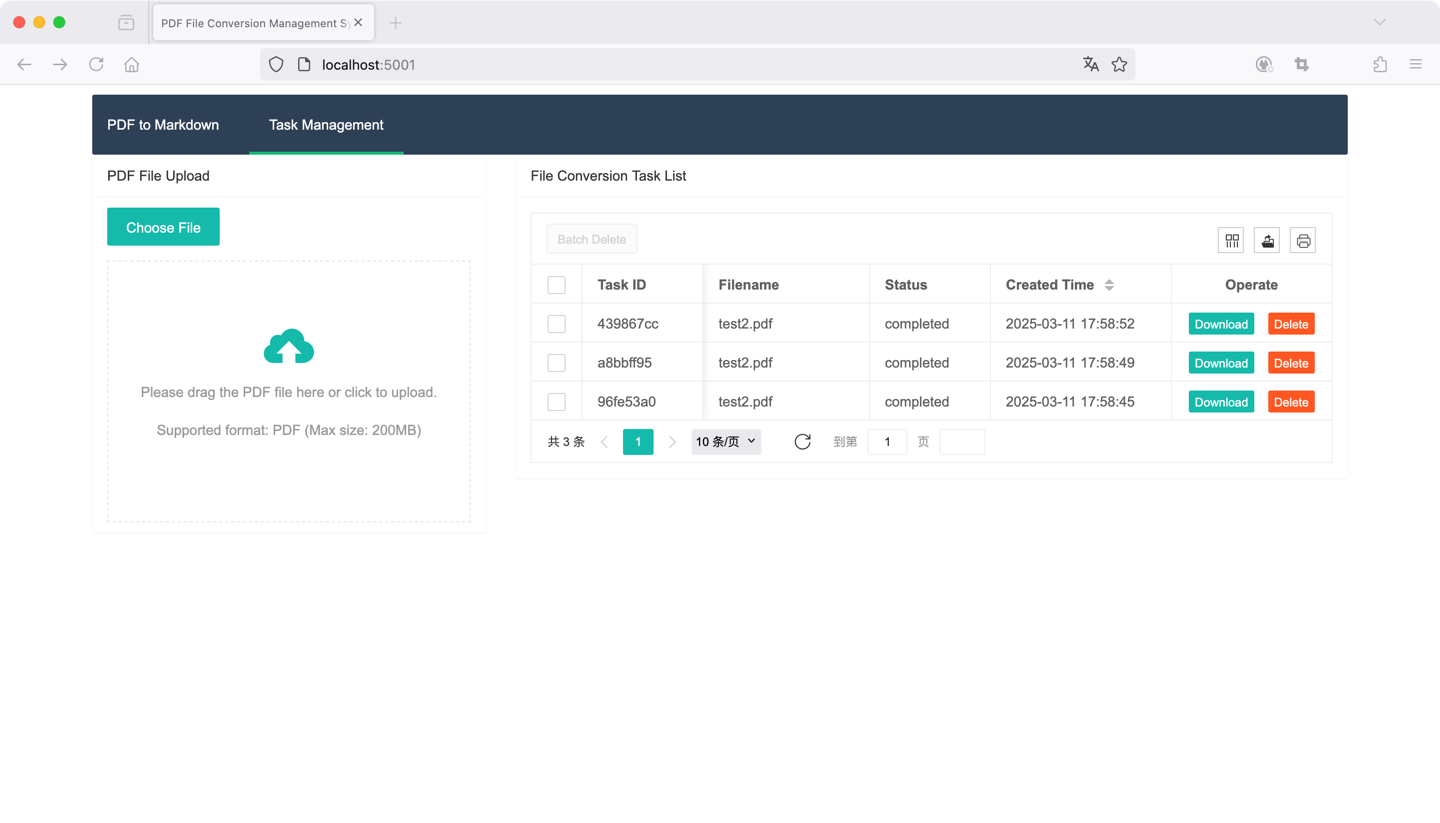 PDF File Conversion Management S
localhost:5001
PDF to Markdown Task Management
PDF File Upload
Choose File
Please drag the PDF file here or click to upload.
Supported format: PDF (Max size: 200MB)
File Conversion Task List
Batch Delete
Task ID Filename Status Created Time Operate
439867cc test2.pdf completed 2025-03-11 17:58:52 Download Delete
a8bbff95 test2.pdf completed 2025-03-11 17:58:49 Download Delete
96fe53a0 test2.pdf completed 2025-03-11 17:58:45 Download Delete
共 3 条 1 10 条/页 到第 1 页